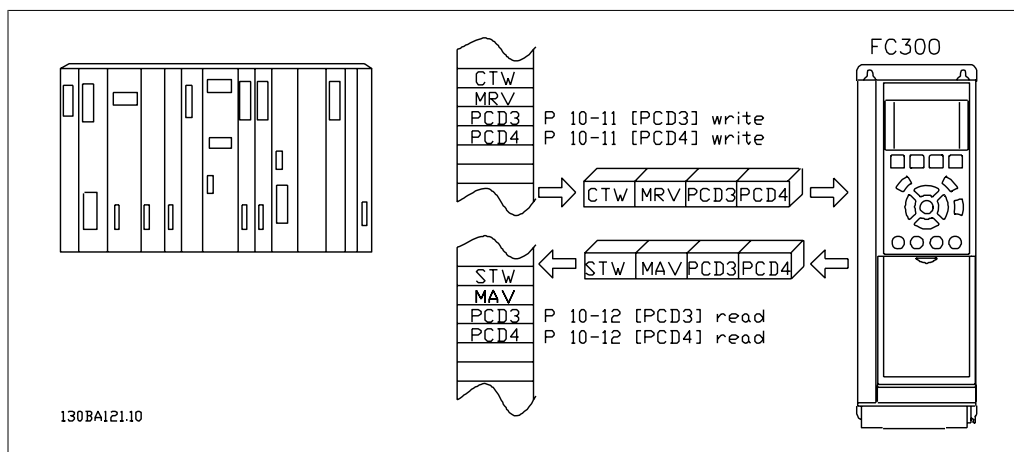 FC300
CTW
MRV
PCD3 P 10-11 [PCD3] write
PCD4 P 10-11 [PCD4] write
CTW MRV PCD3 PCD4
STW MAV PCD3 PCD4
STW
MAV
PCD3 P 10-12 [PCD3] read
PCD4 P 10-12 [PCD4] read
130BA121.10